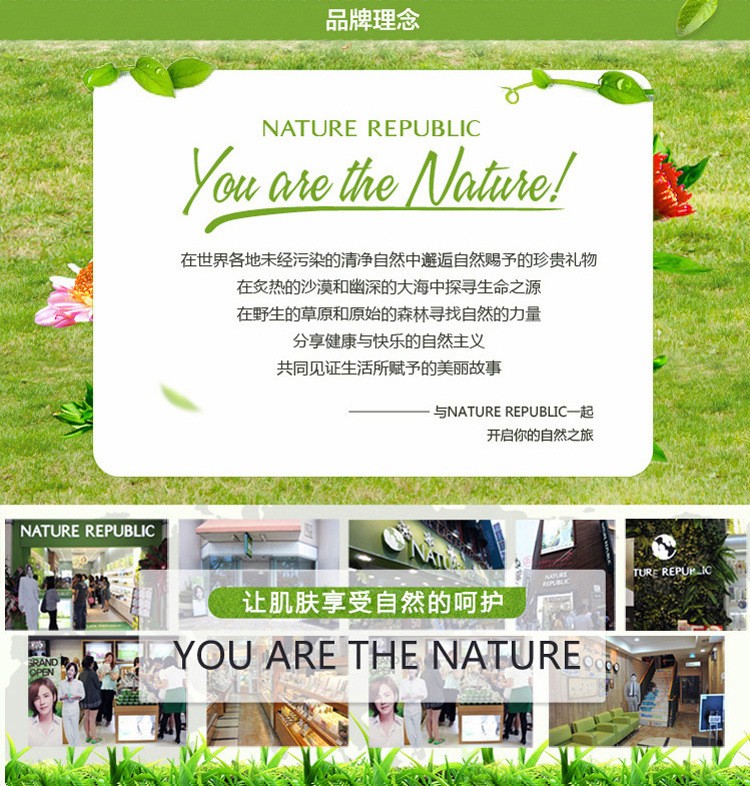 品牌理念
NATURE REPUBLIC
You are the Nature!
在世界各地未经污染的清净自然中邂逅自然赐予的珍贵礼物
在炙热的沙漠和幽深的大海中探寻生命之源
在野生的草原和原始的森林寻找自然的力量
分享健康与快乐的自然主义
共同见证生活所赋予的美丽故事
与NATURE REPUBLIC一起
开启你的自然之旅
NATURE REPUBLIC
NATU
NATURE
REPUBLIC
TURE REPUBLIC
让肌肤享受自然的呵护
YOU ARE THE NATURE
GRAND
OPEN